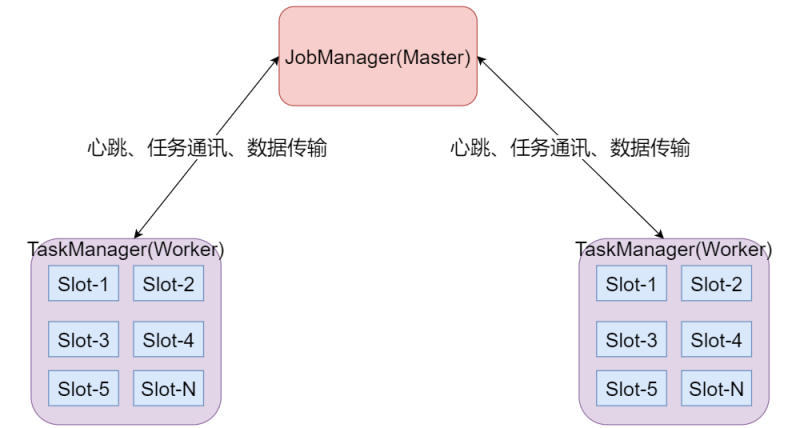 JobManager(Master)
心跳、任务通讯、数据传输
心跳、任务通讯、数据传输
TaskManager(Worker)
Slot-1
Slot-2
Slot-3
Slot-4
Slot-5
Slot-N
TaskManager(Worker)
Slot-1
Slot-2
Slot-3
Slot-4
Slot-5
Slot-N